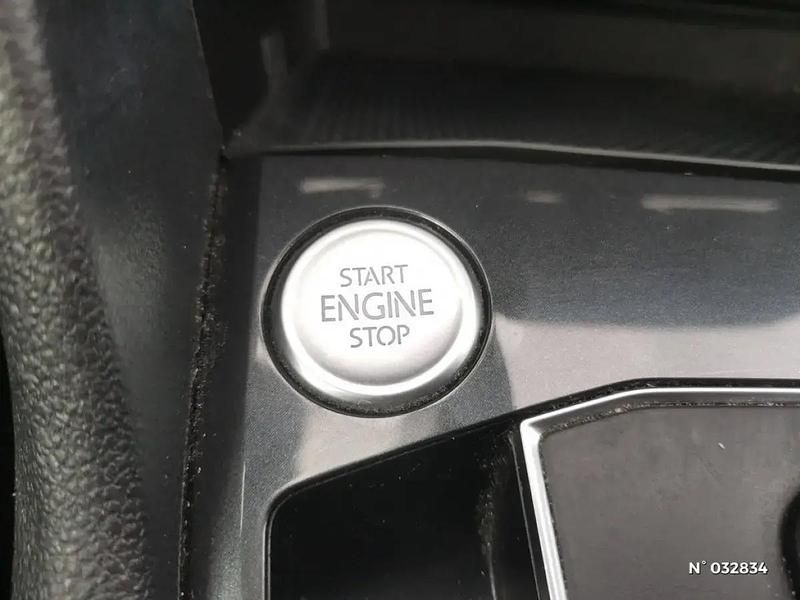 START
ENGINE
STOP
N° 032834